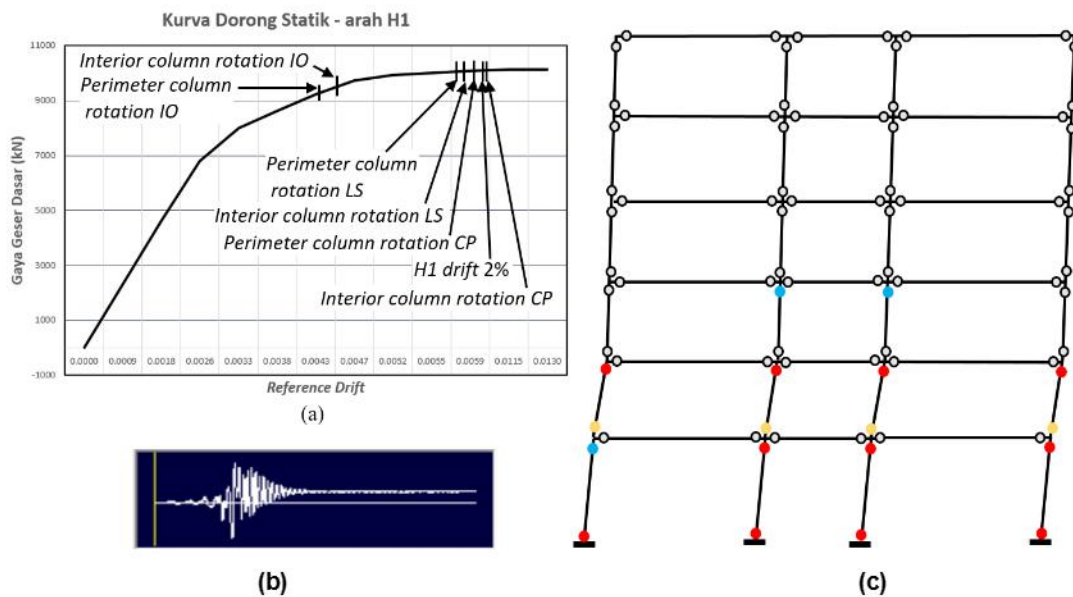 Kurva Dorong Statik - arah H1
11000
9000
7000
5000
3000
1000
-1000
Gaya Geser Dasar (kN)
Interior column rotation IO
Perimeter column
rotation IO
Perimeter column
rotation LS
Interior column rotation LS
Perimeter column rotation CP
H1 drift 2%
Interior column rotation CP
0.0000 0.0009 0.0018 0.0026 0.0033 0.0038 0.0043 0.0047 0.0052 0.0055 0.0059 0.0115 0.0130
Reference Drift
(a)
(b)
(c)